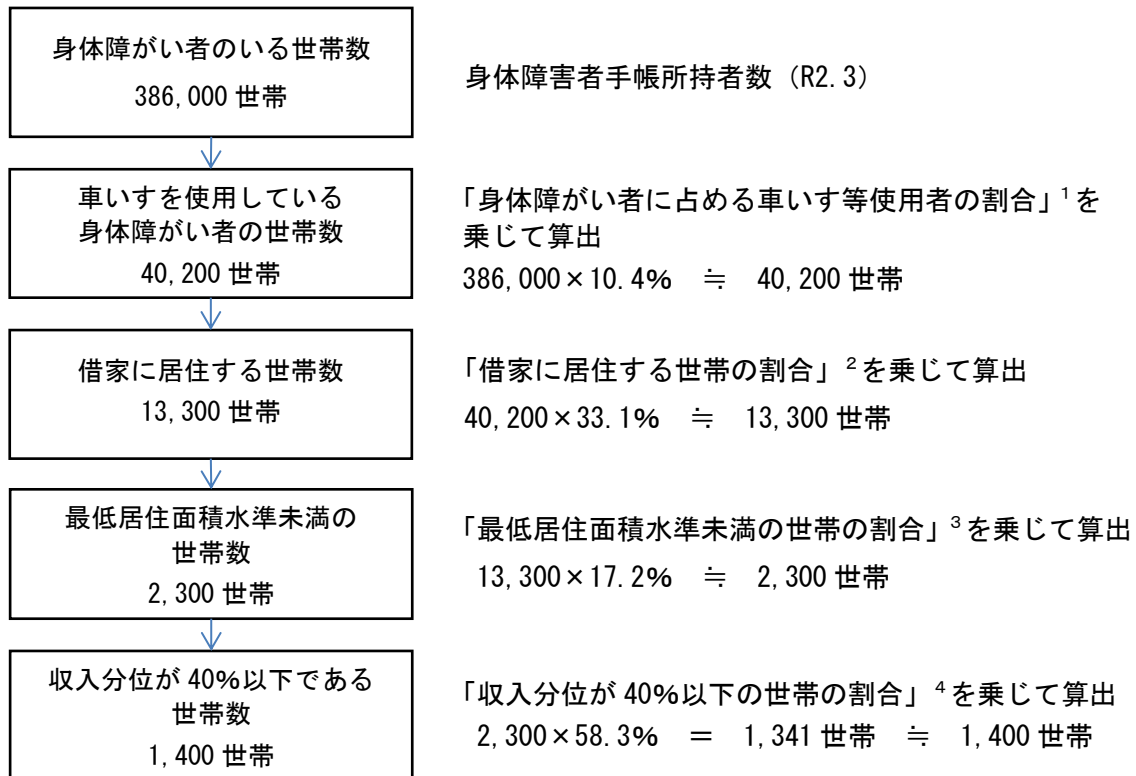 身体障がい者のいる世帯数
386,000 世帯
身体障害者手帳所持者数（R2.3）
車いすを使用している
身体障がい者の世帯数
40,200 世帯
「身体障がい者に占める車いす等使用者の割合」¹を
乗じて算出
386,000×10.4% ≒ 40,200 世帯
借家に居住する世帯数
13,300 世帯
「借家に居住する世帯の割合」²を乗じて算出
40,200×33.1% ≒ 13,300 世帯
最低居住面積水準未満の
世帯数
2,300 世帯
「最低居住面積水準未満の世帯の割合」³を乗じて算出
13,300×17.2% ≒ 2,300 世帯
収入分位が 40%以下である
世帯数
1,400 世帯
「収入分位が 40%以下の世帯の割合」⁴を乗じて算出
2,300×58.3% ＝ 1,341 世帯 ≒ 1,400 世帯